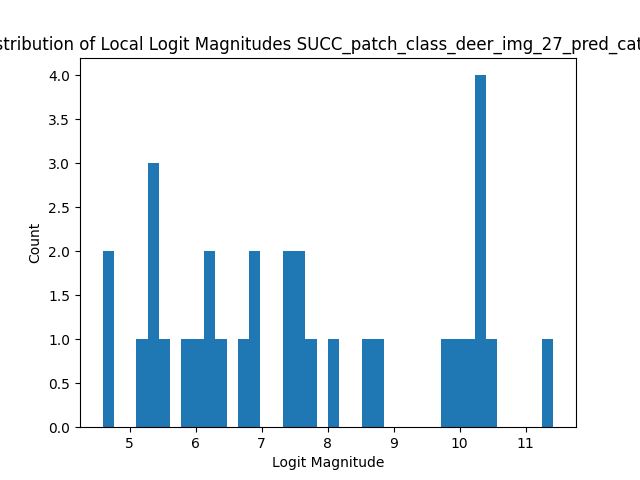 stribution of Local Logit Magnitudes SUCC_patch_class_deer_img_27_pred_cat
4.0
3.5
3.0
2.5
2.0
1.5
1.0
0.5
0.0
Count
5 6 7 8 9 10 11
Logit Magnitude